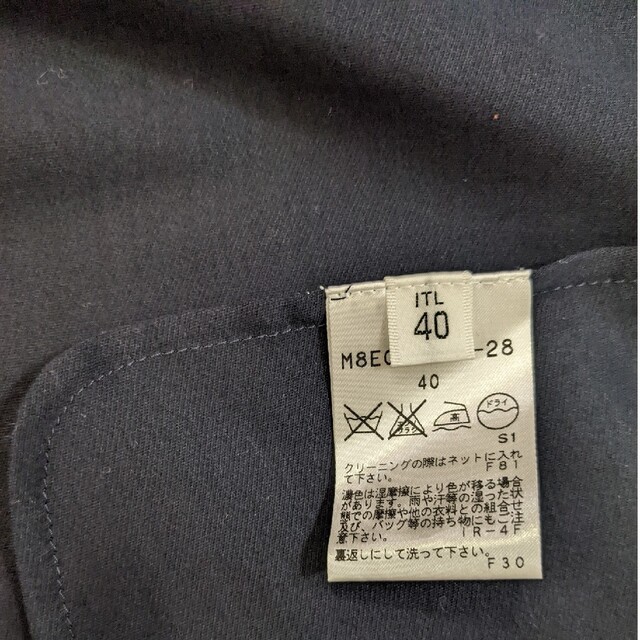 ITL
40
M8E -28
40
高 ドライ
S1
クリーニングの際はネットに入れ
て下さい。 F81
濃色は湿摩擦により色が移る場合
があります。雨や汗等の湿った状
態での摩擦や他の衣料との組合せ
及び、バッグ等の持ち物にもご注
意下さい。 IR-4F
裏返しにして洗って下さい。
F30